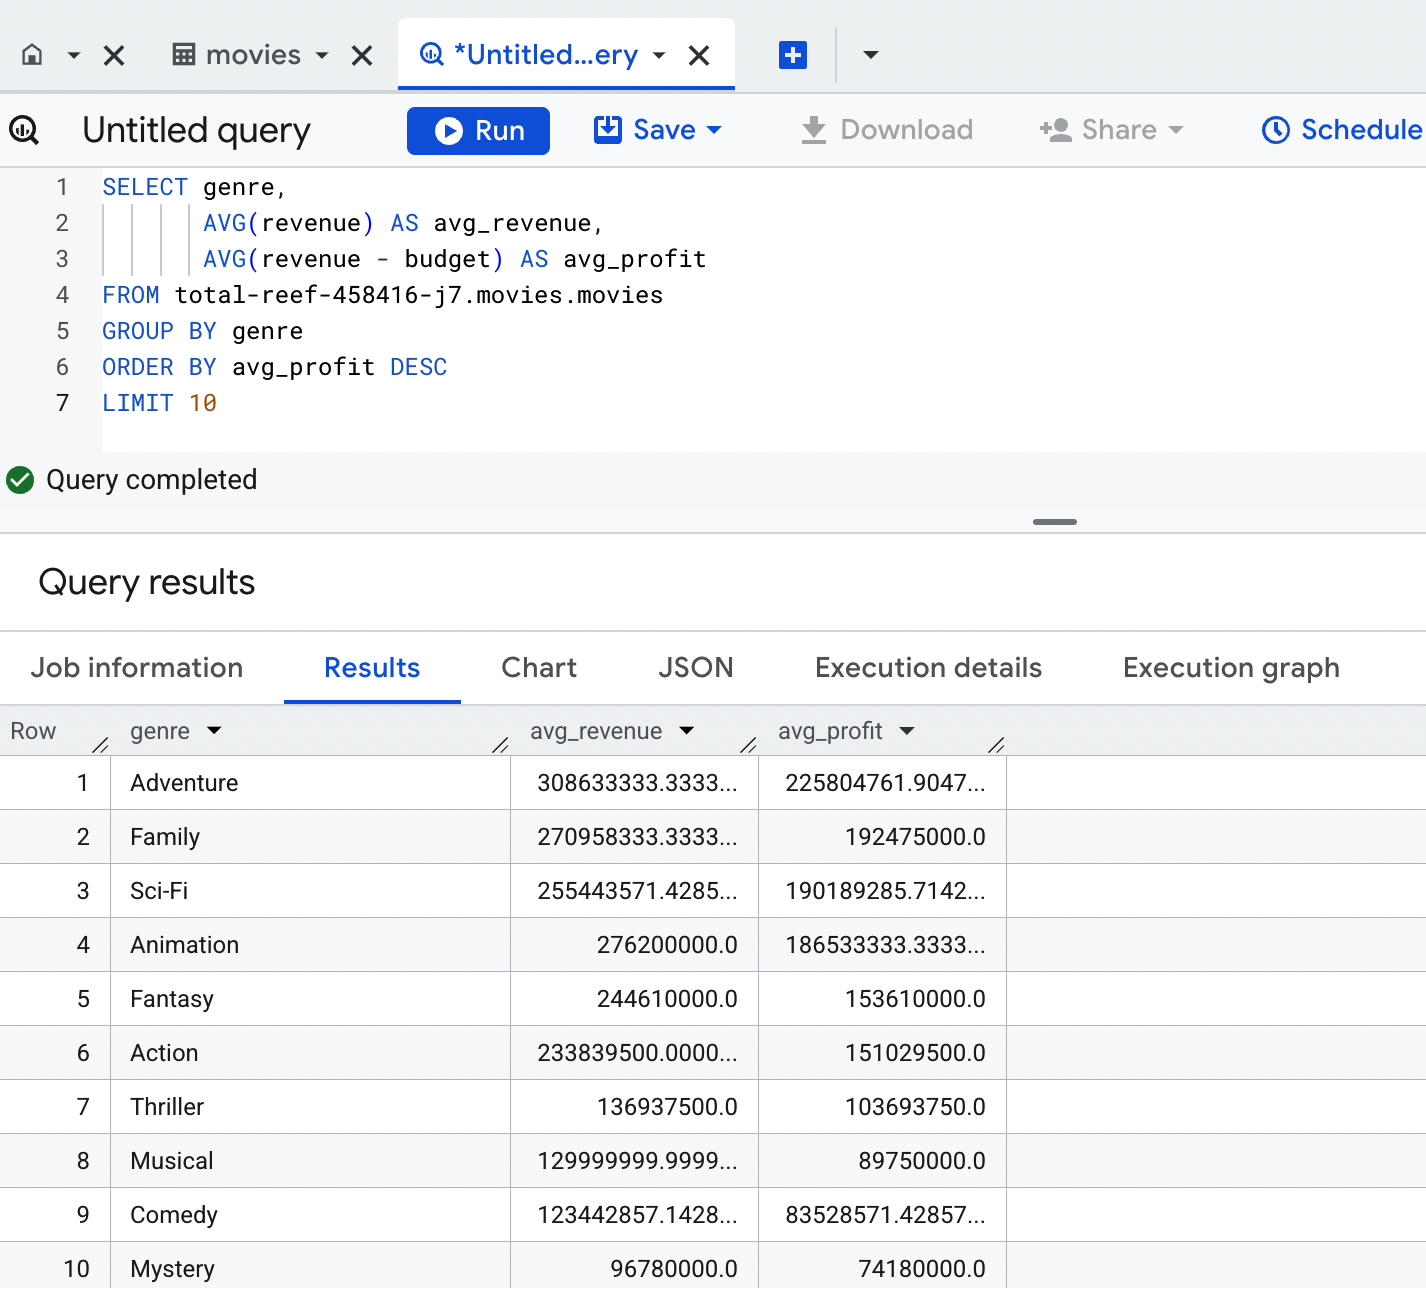 movies *Untitled...ery
Untitled query Run Save Download Share Schedule
1 SELECT genre,
2 AVG(revenue) AS avg_revenue,
3 AVG(revenue - budget) AS avg_profit
4 FROM total-reef-458416-j7.movies.movies
5 GROUP BY genre
6 ORDER BY avg_profit DESC
7 LIMIT 10
Query completed
Query results
Job information Results Chart JSON Execution details Execution graph
Row genre avg_revenue avg_profit
1 Adventure 308633333.3333... 225804761.9047...
2 Family 270958333.3333... 192475000.0
3 Sci-Fi 255443571.4285... 190189285.7142...
4 Animation 276200000.0 186533333.3333...
5 Fantasy 244610000.0 153610000.0
6 Action 233839500.0000... 151029500.0
7 Thriller 136937500.0 103693750.0
8 Musical 129999999.9999... 89750000.0
9 Comedy 123442857.1428... 83528571.42857...
10 Mystery 96780000.0 74180000.0